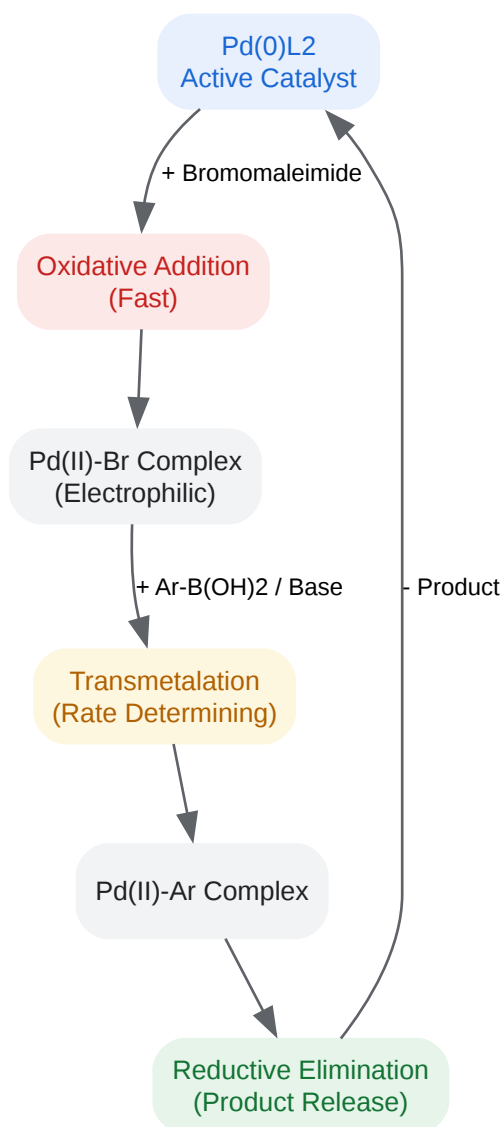 Pd(0)L2
Active Catalyst
+ Bromomaleimide
Oxidative Addition
(Fast)
Pd(II)-Br Complex
(Electrophilic)
+ Ar-B(OH)2 / Base
- Product
Transmetalation
(Rate Determining)
Pd(II)-Ar Complex
Reductive Elimination
(Product Release)